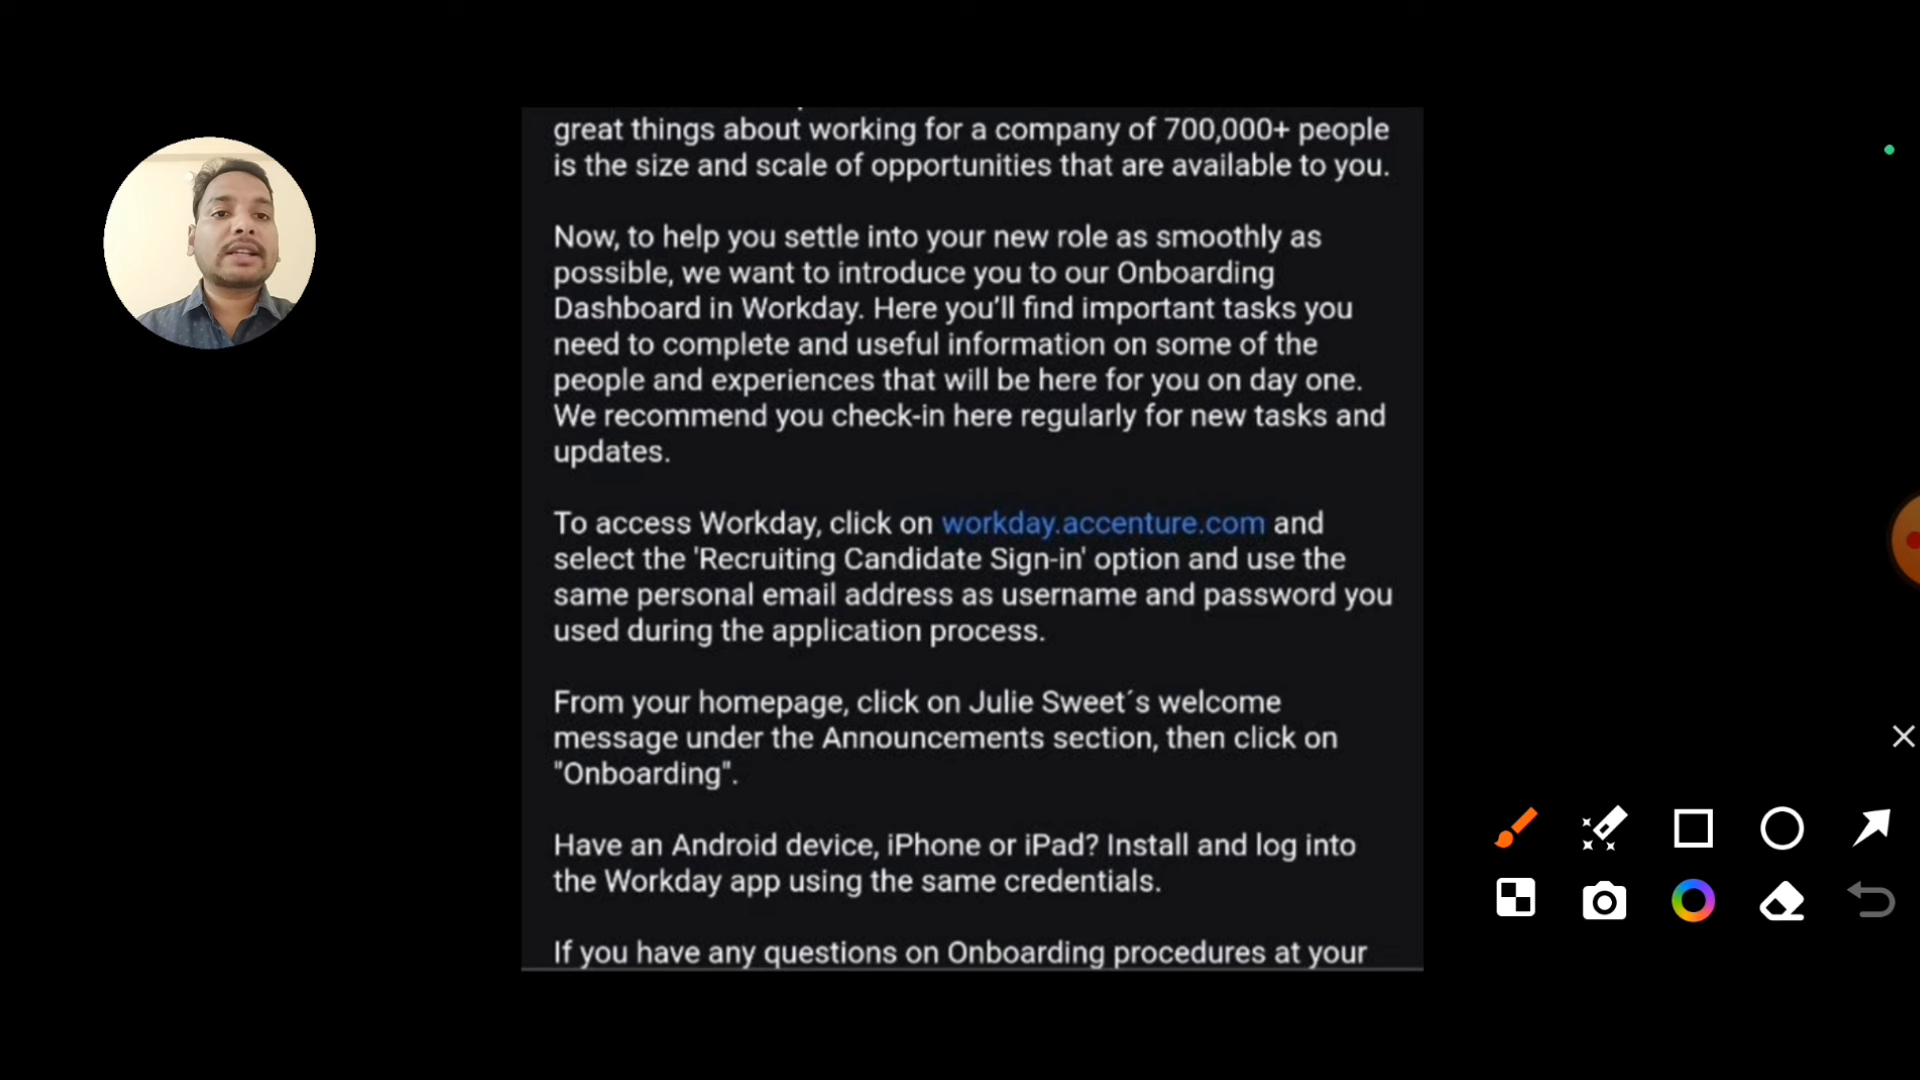 great things about working for a company of 700,000+ people
is the size and scale of opportunities that are available to you.
Now, to help you settle into your new role as smoothly as
possible, we want to introduce you to our Onboarding
Dashboard in Workday. Here you’ll find important tasks you
need to complete and useful information on some of the
people and experiences that will be here for you on day one.
We recommend you check-in here regularly for new tasks and
updates.
To access Workday, click on workday.accenture.com and
select the 'Recruiting Candidate Sign-in' option and use the
same personal email address as username and password you
used during the application process.
From your homepage, click on Julie Sweet´s welcome
message under the Announcements section, then click on
"Onboarding".
Have an Android device, iPhone or iPad? Install and log into
the Workday app using the same credentials.
If you have any questions on Onboarding procedures at your